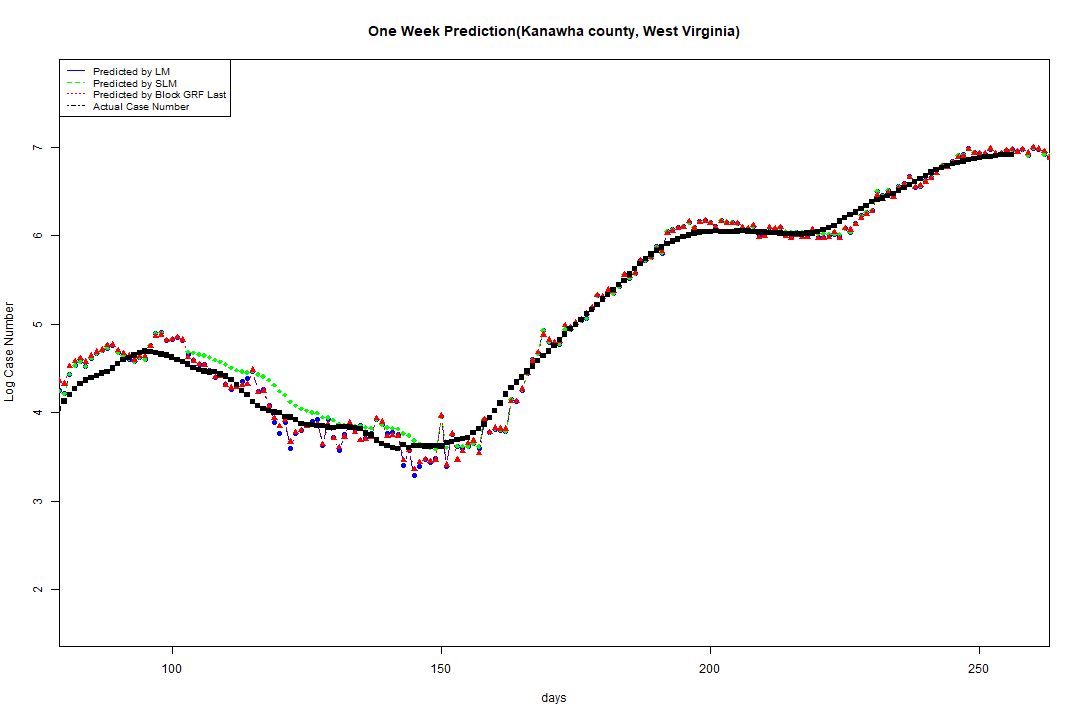 One Week Prediction(Kanawha county, West Virginia)
Predicted by LM
Predicted by SLM
Predicted by Block GRF Last
Actual Case Number
7
6
5
4
3
2
Log Case Number
100 150 200 250
days